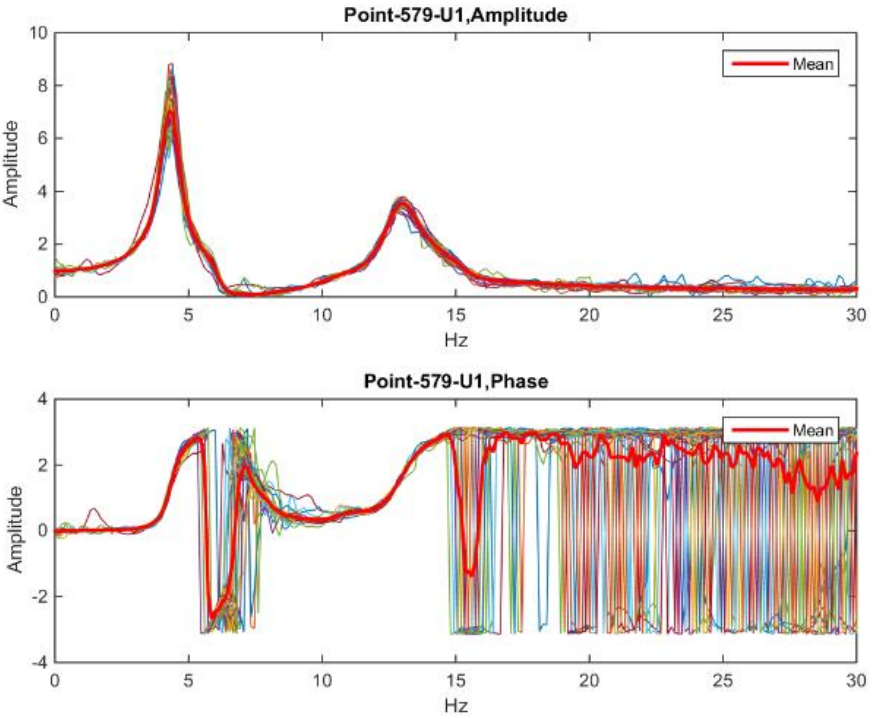 Point-579-U1,Amplitude
10
8
6
4
2
0
Amplitude
Mean
0 5 10 15 20 25 30
Hz
Point-579-U1,Phase
4
2
0
-2
-4
Amplitude
Mean
0 5 10 15 20 25 30
Hz